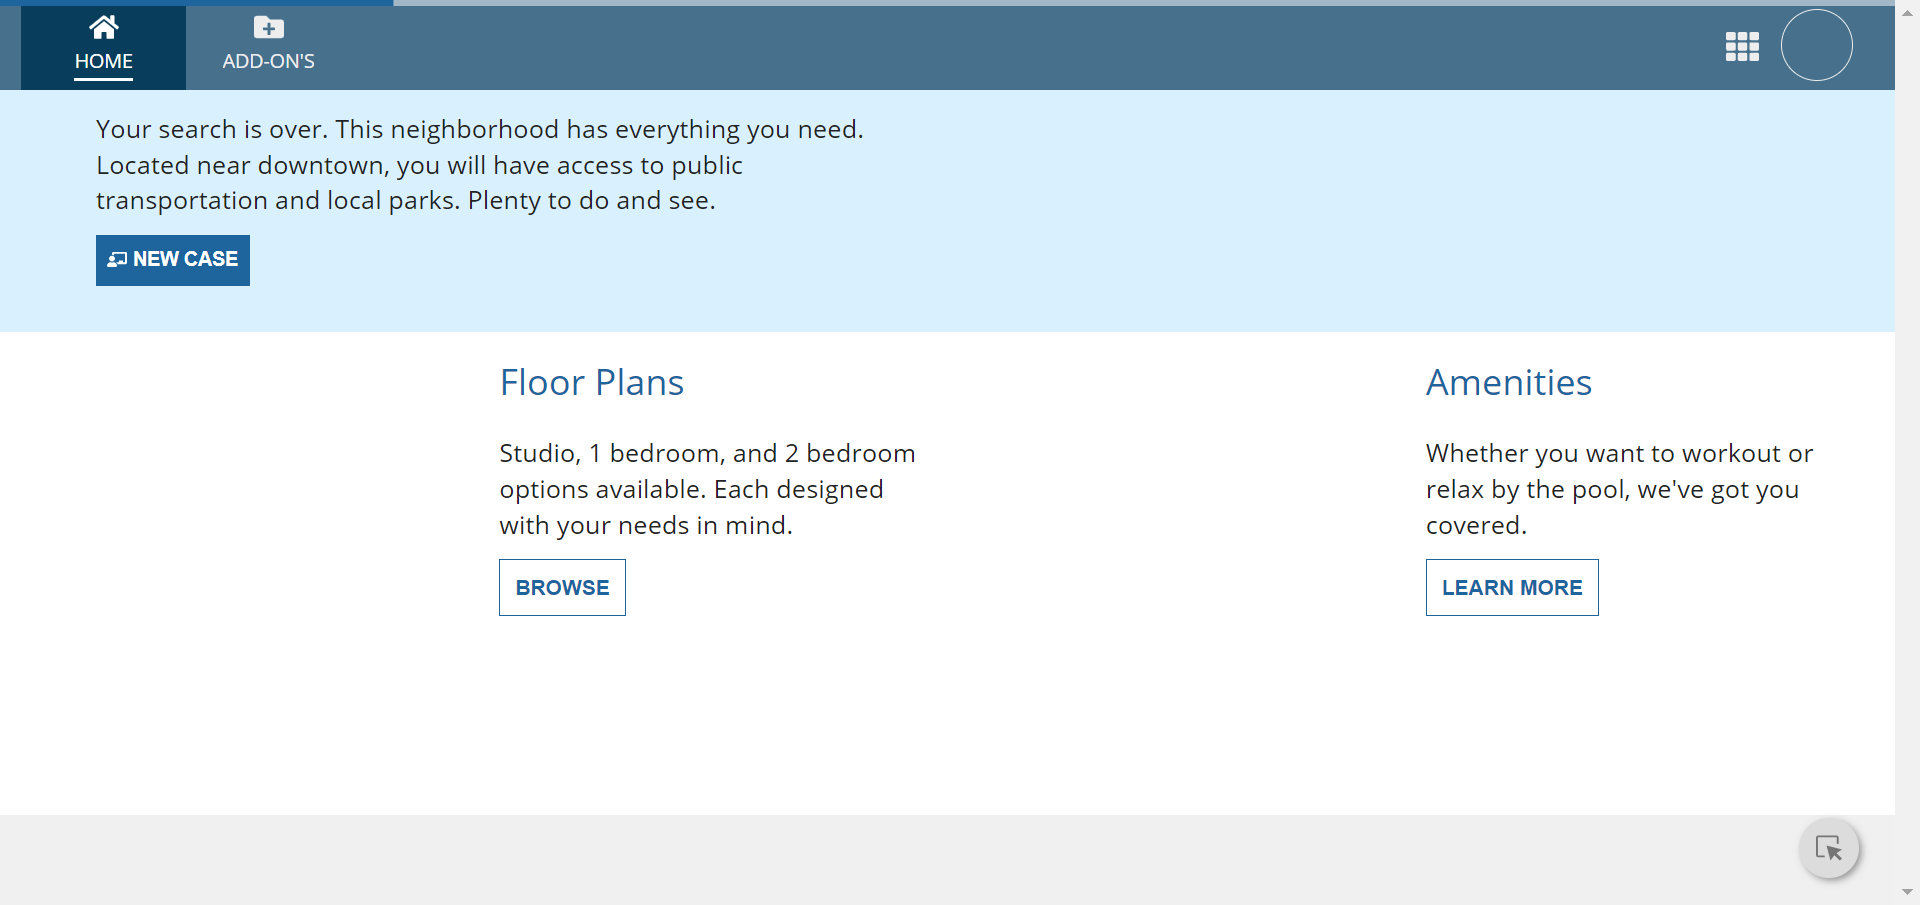 HOME
ADD-ON'S
Your search is over. This neighborhood has everything you need.
Located near downtown, you will have access to public
transportation and local parks. Plenty to do and see.
NEW CASE
Floor Plans
Studio, 1 bedroom, and 2 bedroom
options available. Each designed
with your needs in mind.
BROWSE
Amenities
Whether you want to workout or
relax by the pool, we've got you
covered.
LEARN MORE